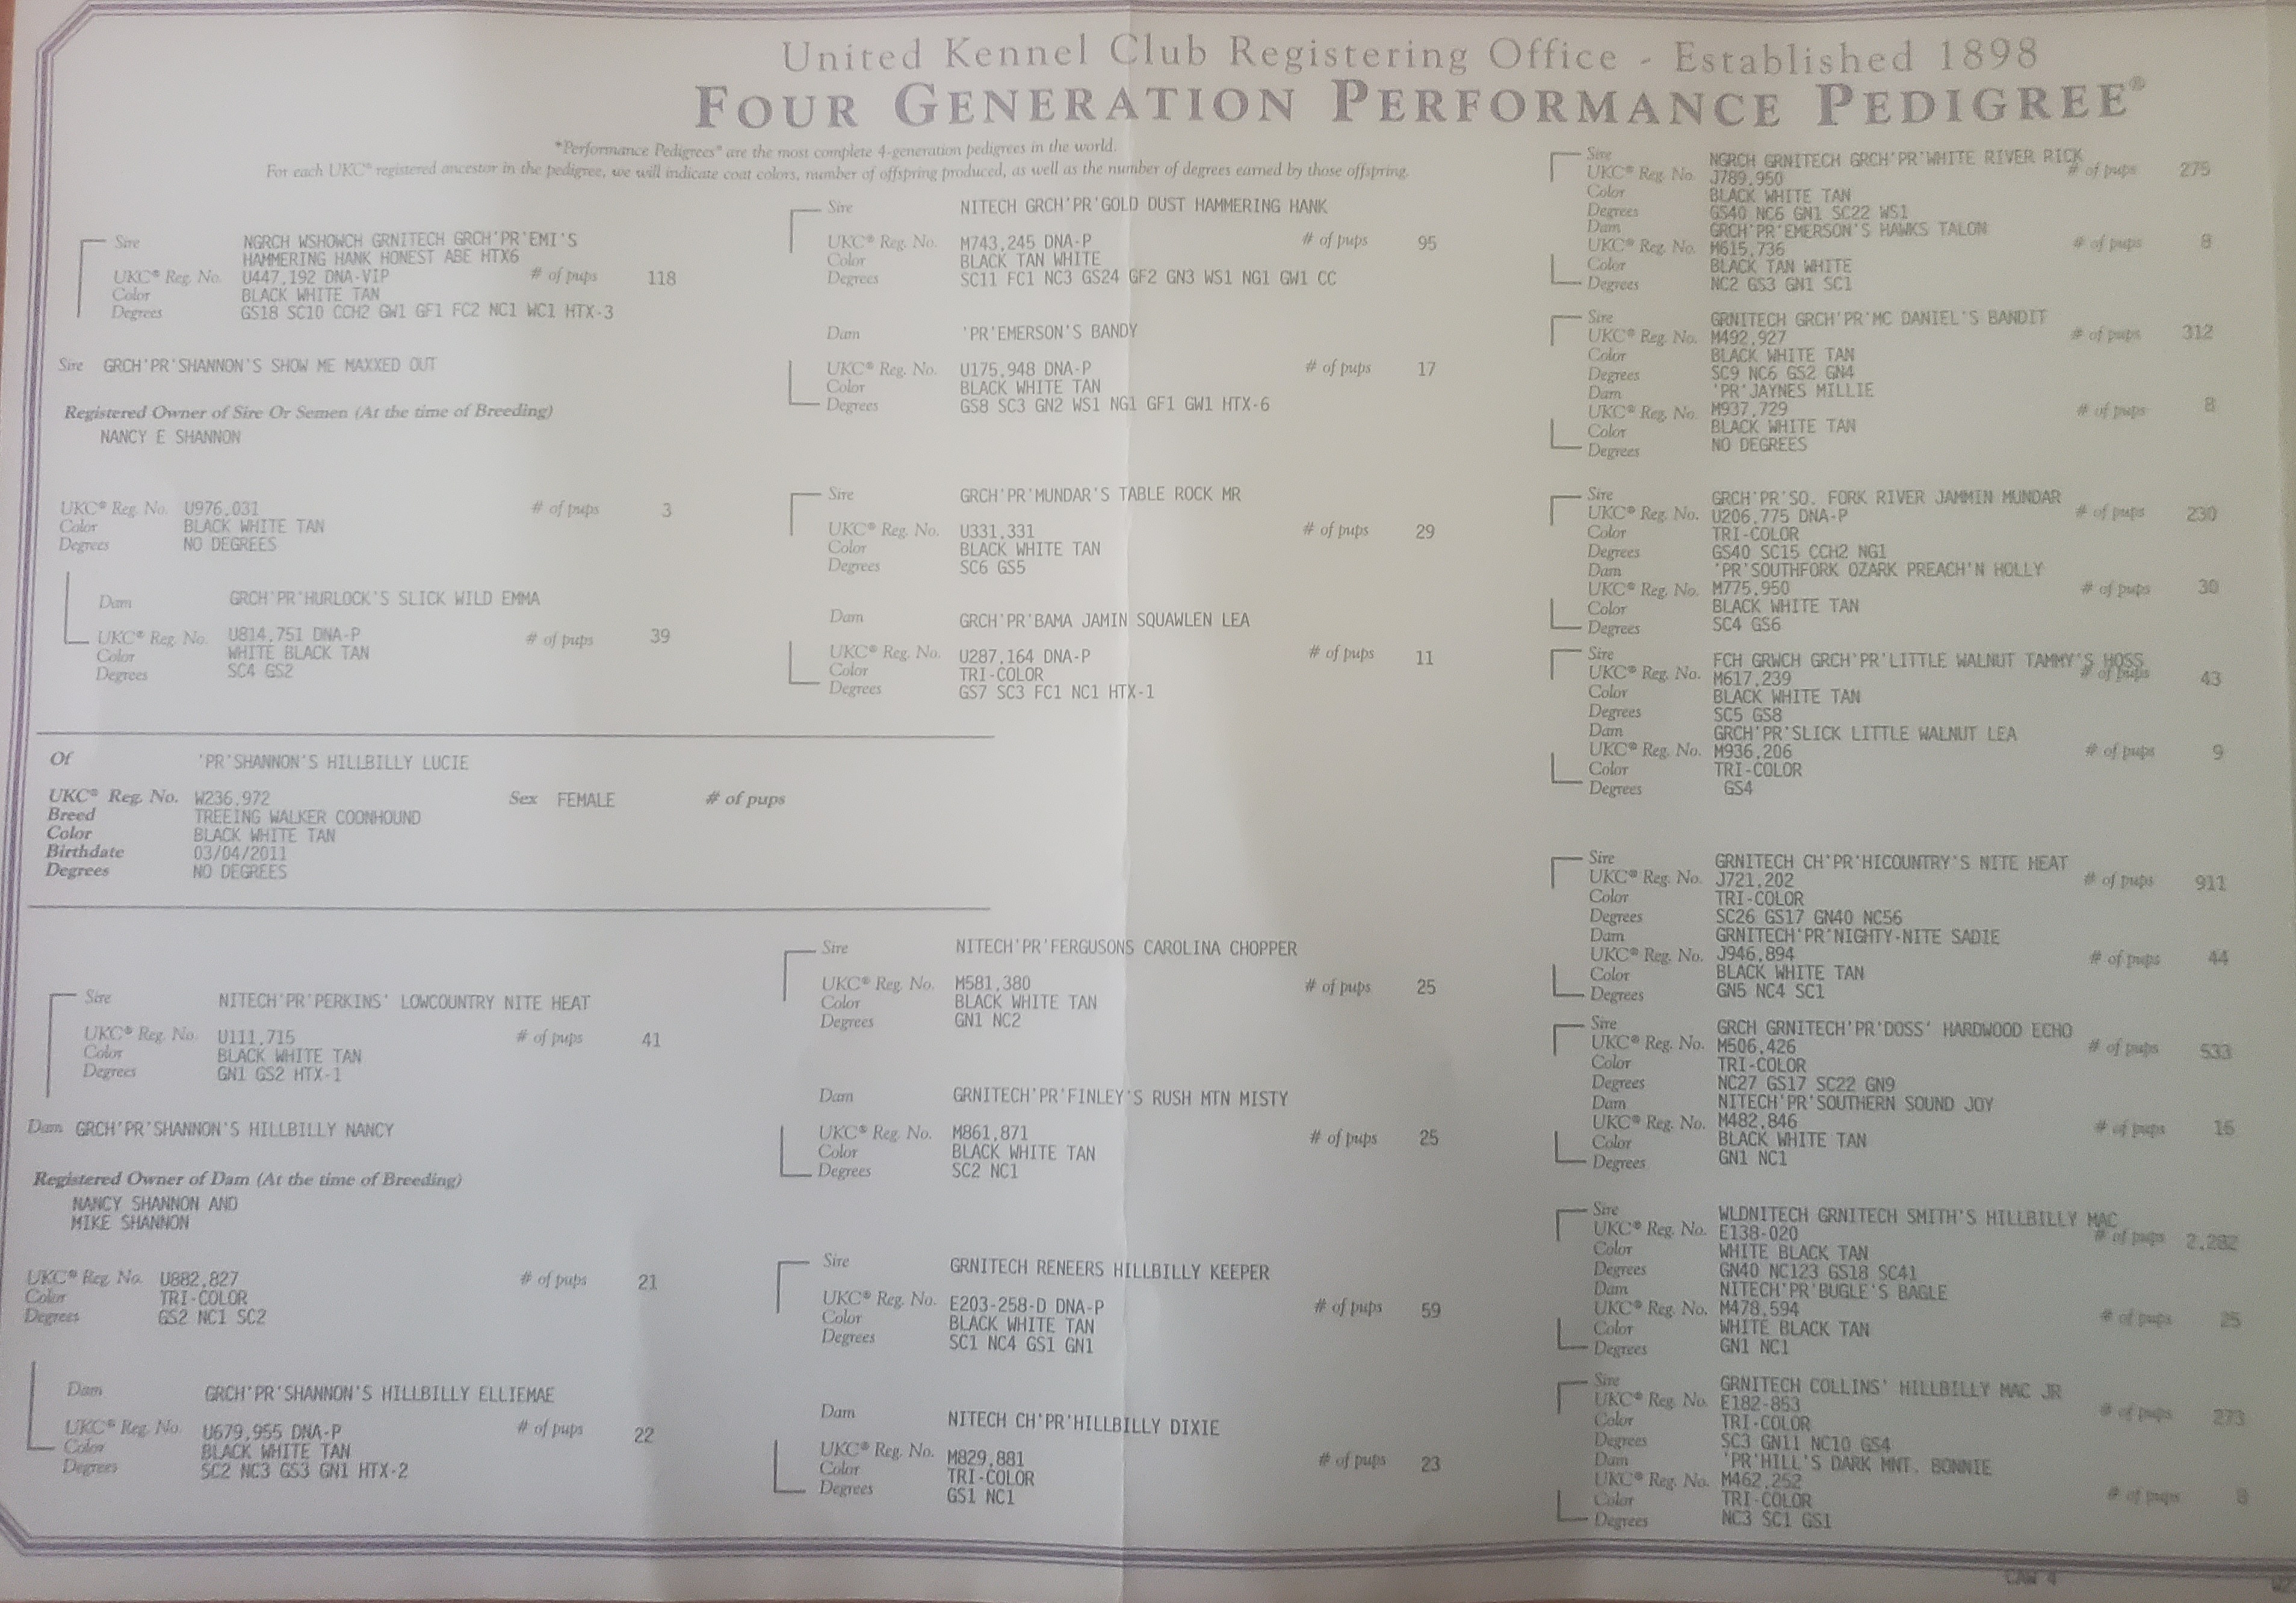 United Kennel Club Registering Office - Established 1898
FOUR GENERATION PERFORMANCE PEDIGREE®
"Performance Pedigrees" are the most complete 4-generation pedigrees in the world.
For each UKC® registered ancestor in the pedigree, we will indicate coat colors, number of offspring produced, as well as the number of degrees earned by those offspring.
Sire NGRCH WSHOWCH GRNITECH GRCH'PR'EMI'S
HAMMERING HANK HONEST ABE HTX6
UKC® Reg. No. U447,192 DNA-VIP # of pups 118
Color BLACK WHITE TAN
Degrees GS18 SC10 CCH2 GW1 GF1 FC2 NC1 WC1 HTX-3
Sire GRCH'PR'SHANNON'S SHOW ME MAXXED OUT
Registered Owner of Sire Or Semen (At the time of Breeding)
NANCY E SHANNON
UKC® Reg. No. U976,031 # of pups 3
Color BLACK WHITE TAN
Degrees NO DEGREES
Dam GRCH'PR'HURLOCK'S SLICK WILD EMMA
UKC® Reg. No. U814,751 DNA-P # of pups 39
Color WHITE BLACK TAN
Degrees SC4 GS2
Of 'PR'SHANNON'S HILLBILLY LUCIE
UKC® Reg. No. W236,972 Sex FEMALE # of pups
Breed TREEING WALKER COONHOUND
Color BLACK WHITE TAN
Birthdate 03/04/2011
Degrees NO DEGREES
Sire NITECH'PR'PERKINS' LOWCOUNTRY NITE HEAT
UKC® Reg. No. U111,715 # of pups 41
Color BLACK WHITE TAN
Degrees GN1 GS2 HTX-1
Dam GRCH'PR'SHANNON'S HILLBILLY NANCY
Registered Owner of Dam (At the time of Breeding)
NANCY SHANNON AND
MIKE SHANNON
UKC® Reg. No. U882,827 # of pups 21
Color TRI-COLOR
Degrees GS2 NC1 SC2
Dam GRCH'PR'SHANNON'S HILLBILLY ELLIEMAE
UKC® Reg. No. U679,955 DNA-P # of pups 22
Color BLACK WHITE TAN
Degrees SC2 NC3 GS3 GN1 HTX-2
Sire NITECH GRCH'PR'GOLD DUST HAMMERING HANK
UKC® Reg. No. M743,245 DNA-P # of pups 95
Color BLACK TAN WHITE
Degrees SC11 FC1 NC3 GS24 GF2 GN3 WS1 NG1 GW1 CC
Dam 'PR'EMERSON'S BANDY
UKC® Reg. No. U175,948 DNA-P # of pups 17
Color BLACK WHITE TAN
Degrees GS8 SC3 GN2 WS1 NG1 GF1 GW1 HTX-6
Sire GRCH'PR'MUNDAR'S TABLE ROCK MR
UKC® Reg. No. U331,331 # of pups 29
Color BLACK WHITE TAN
Degrees SC6 GS5
Dam GRCH'PR'BAMA JAMIN SQUAWLEN LEA
UKC® Reg. No. U287,164 DNA-P # of pups 11
Color TRI-COLOR
Degrees GS7 SC3 FC1 NC1 HTX-1
Sire NITECH'PR'FERGUSONS CAROLINA CHOPPER
UKC® Reg. No. M581,380 # of pups 25
Color BLACK WHITE TAN
Degrees GN1 NC2
Dam GRNITECH'PR'FINLEY'S RUSH MTN MISTY
UKC® Reg. No. M861,871 # of pups 25
Color BLACK WHITE TAN
Degrees SC2 NC1
Sire GRNITECH RENEERS HILLBILLY KEEPER
UKC® Reg. No. E203-258-D DNA-P # of pups 59
Color BLACK WHITE TAN
Degrees SC1 NC4 GS1 GN1
Dam NITECH CH'PR'HILLBILLY DIXIE
UKC® Reg. No. M829,881 # of pups 23
Color TRI-COLOR
Degrees GS1 NC1
Sire NGRCH GRNITECH GRCH'PR'WHITE RIVER RICK
UKC® Reg. No. J789,950 # of pups 275
Color BLACK WHITE TAN
Degrees GS40 NC6 GN1 SC22 WS1
Dam GRCH'PR'EMERSON'S HAWKS TALON
UKC® Reg. No. M615,736 # of pups 8
Color BLACK TAN WHITE
Degrees NC2 GS3 GN1 SC1
Sire GRNITECH GRCH'PR'MC DANIEL'S BANDIT
UKC® Reg. No. M492,927 # of pups 312
Color BLACK WHITE TAN
Degrees SC9 NC6 GS2 GN4
Dam 'PR'JAYNES MILLIE
UKC® Reg. No. M937,729 # of pups 8
Color BLACK WHITE TAN
Degrees NO DEGREES
Sire GRCH'PR'SO. FORK RIVER JAMMIN MUNDAR
UKC® Reg. No. U206,775 DNA-P # of pups 230
Color TRI-COLOR
Degrees GS40 SC15 CCH2 NG1
Dam 'PR'SOUTHFORK OZARK PREACH'N HOLLY
UKC® Reg. No. M775,950 # of pups 30
Color BLACK WHITE TAN
Degrees SC4 GS6
Sire FCH GRWCH GRCH'PR'LITTLE WALNUT TAMMY'S HOSS
UKC® Reg. No. M617,239 # of pups 43
Color BLACK WHITE TAN
Degrees SC5 GS8
Dam GRCH'PR'SLICK LITTLE WALNUT LEA
UKC® Reg. No. M936,206 # of pups 9
Color TRI-COLOR
Degrees GS4
Sire GRNITECH CH'PR'HICOUNTRY'S NITE HEAT
UKC® Reg. No. J721,202 # of pups 911
Color TRI-COLOR
Degrees SC26 GS17 GN40 NC56
Dam GRNITECH'PR'NIGHTY-NITE SADIE
UKC® Reg. No. J946,894 # of pups 44
Color BLACK WHITE TAN
Degrees GN5 NC4 SC1
Sire GRCH GRNITECH'PR'DOSS' HARDWOOD ECHO
UKC® Reg. No. M506,426 # of pups 533
Color TRI-COLOR
Degrees NC27 GS17 SC22 GN9
Dam NITECH'PR'SOUTHERN SOUND JOY
UKC® Reg. No. M482,846 # of pups 16
Color BLACK WHITE TAN
Degrees GN1 NC1
Sire WLDNITECH GRNITECH SMITH'S HILLBILLY MAC
UKC® Reg. No. E138-020 # of pups 2,282
Color WHITE BLACK TAN
Degrees GN40 NC123 GS18 SC41
Dam NITECH'PR'BUGLE'S BAGLE
UKC® Reg. No. M478,594 # of pups 25
Color WHITE BLACK TAN
Degrees GN1 NC1
Sire GRNITECH COLLINS' HILLBILLY MAC JR
UKC® Reg. No. E182-853 # of pups 273
Color TRI-COLOR
Degrees SC3 GN11 NC10 GS4
Dam 'PR'HILL'S DARK MNT. BONNIE
UKC® Reg. No. M462,252 # of pups
Color TRI-COLOR
Degrees NC3 SC1 GS1